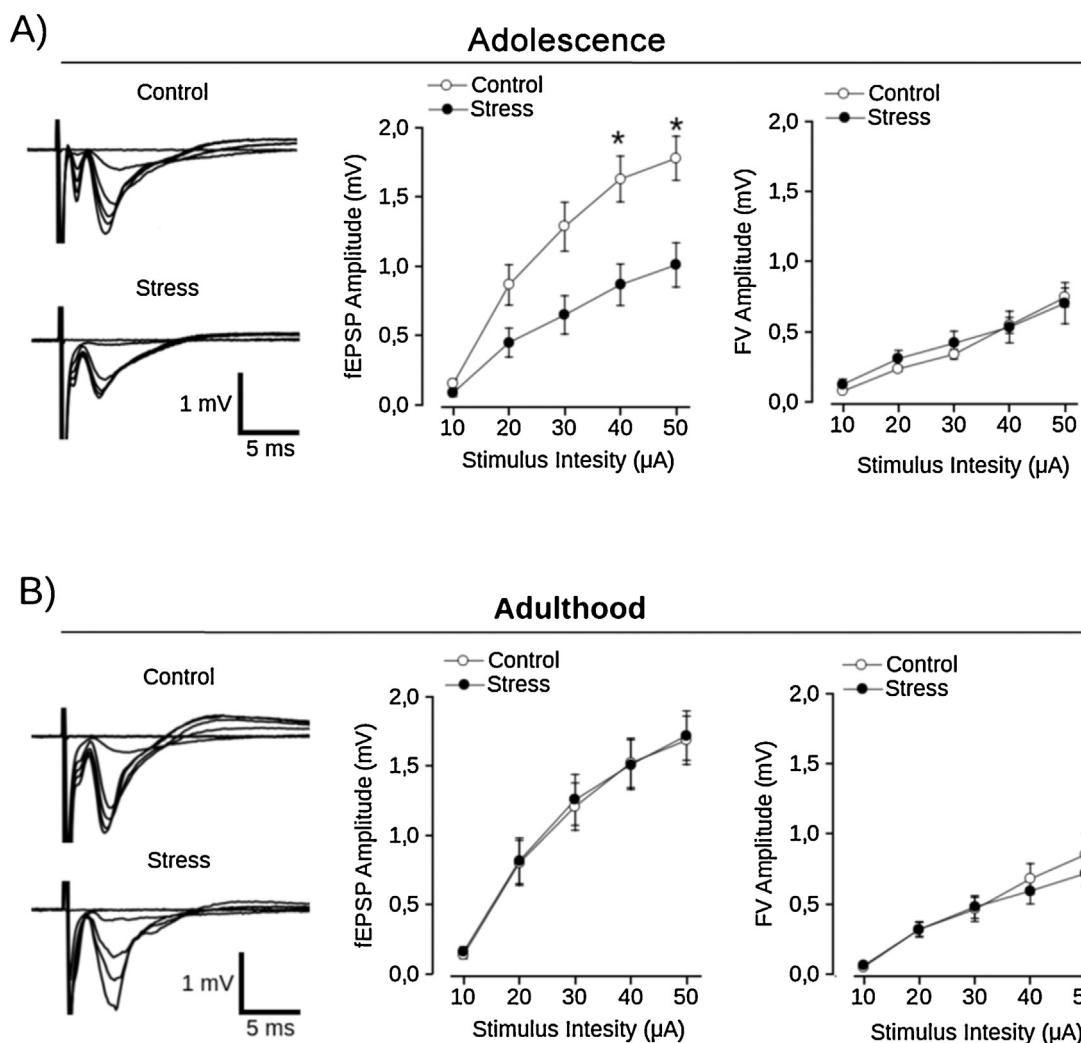 A)
Adolescence
Control
Stress
1 mV
5 ms
Control
Stress
fEPSP Amplitude (mV)
2,0
1,5
1,0
0,5
0,0
*
*
10 20 30 40 50
Stimulus Intesity (µA)
Control
Stress
FV Amplitude (mV)
2,0
1,5
1,0
0,5
0,0
10 20 30 40 50
Stimulus Intesity (µA)
B)
Adulthood
Control
Stress
1 mV
5 ms
Control
Stress
fEPSP Amplitude (mV)
2,0
1,5
1,0
0,5
0,0
10 20 30 40 50
Stimulus Intesity (µA)
Control
Stress
FV Amplitude (mV)
2,0
1,5
1,0
0,5
0,0
10 20 30 40
Stimulus Intesity (µA)